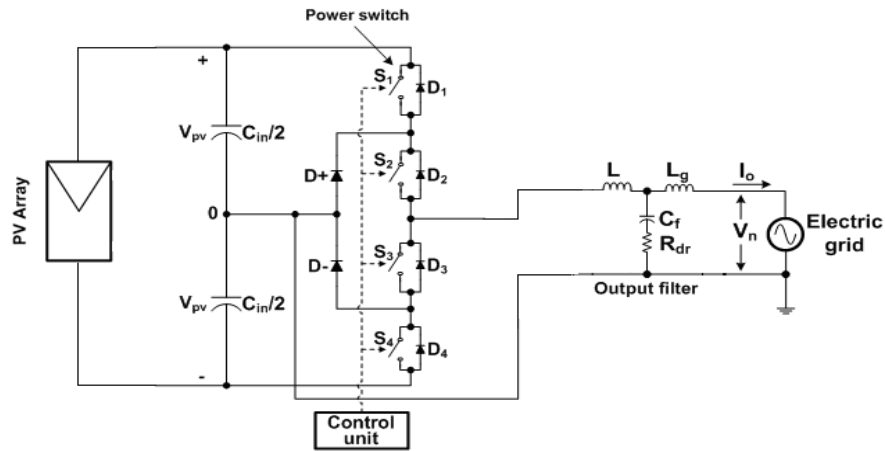 Power switch
+
S1
D1
Vpv
Cin/2
PV Array
D+
S2
D2
0
L
Lg
Io
Cf
Rdr
Vn
Electric
grid
D-
S3
D3
Vpv
Cin/2
Output filter
S4
D4
-
Control
unit